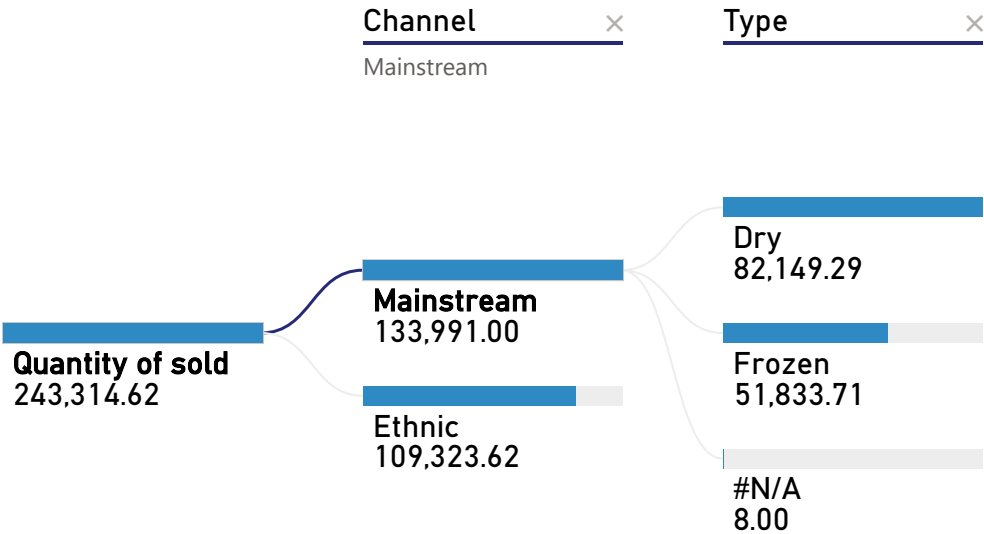 Channel
Type
Mainstream
Quantity of sold
243,314.62
Mainstream
133,991.00
Ethnic
109,323.62
Dry
82,149.29
Frozen
51,833.71
#N/A
8.00